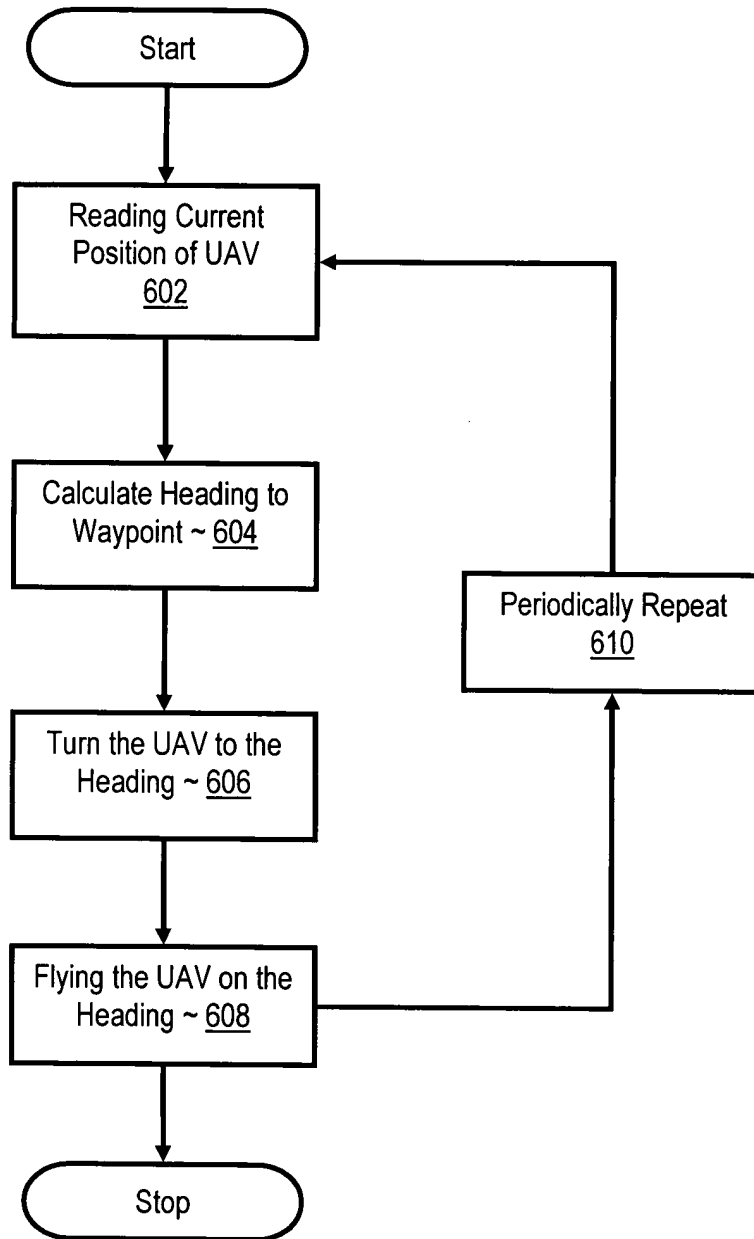 Start
Reading Current
Position of UAV
602
Calculate Heading to
Waypoint ~ 604
Periodically Repeat
610
Turn the UAV to the
Heading ~ 606
Flying the UAV on the
Heading ~ 608
Stop